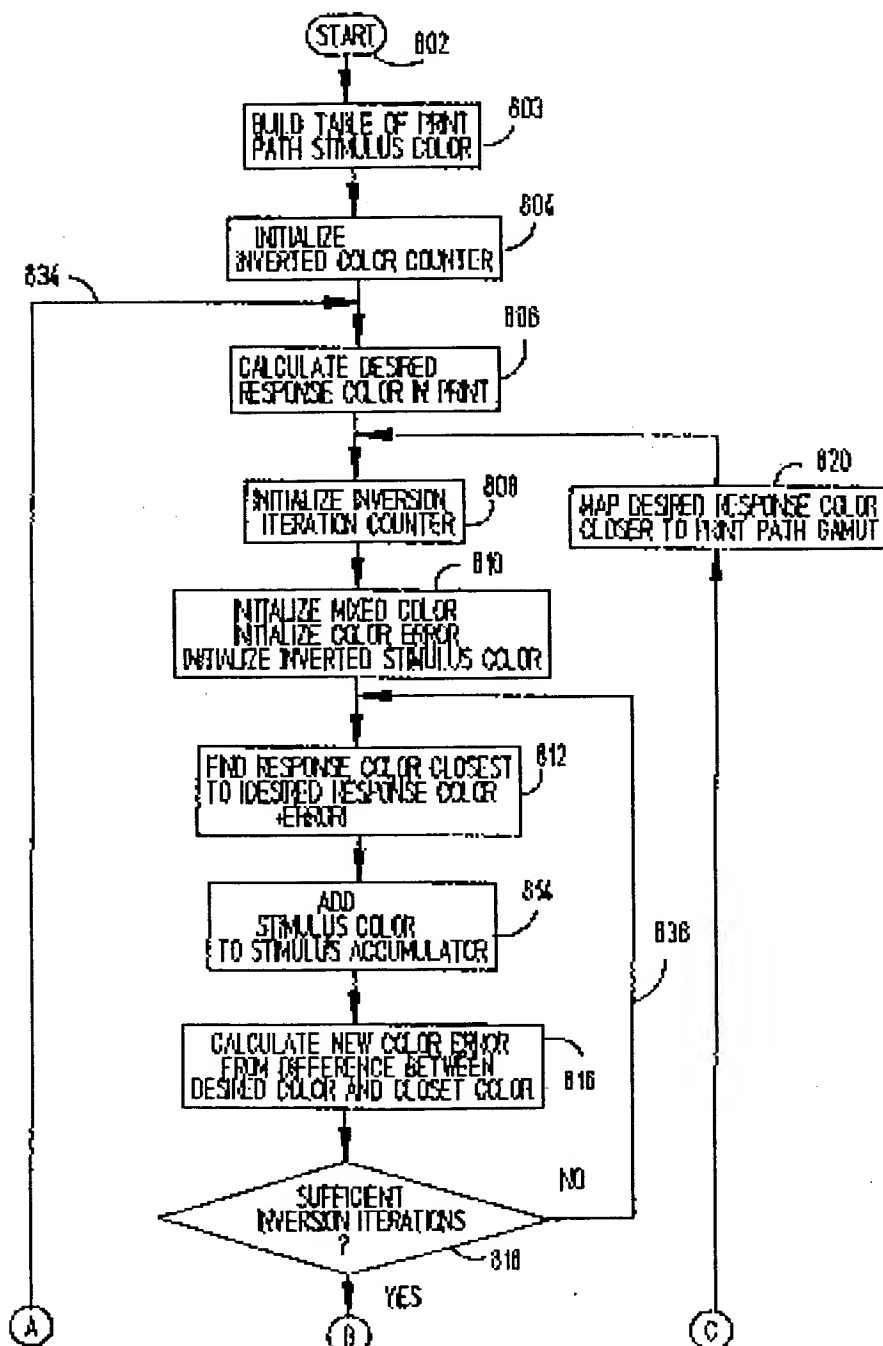 START
802
BUILD TABLE OF PRINT
PATH STIMULUS COLOR
803
804
INITIALIZE
INVERTED COLOR COUNTER
834
806
CALCULATE DESIRED
RESPONSE COLOR IN PRINT
808
INITIALIZE INVERSION
ITERATION COUNTER
820
MAP DESIRED RESPONSE COLOR
CLOSER TO PRINT PATH GAMUT
810
INITIALIZE MIXED COLOR
INITIALIZE COLOR ERROR
INITIALIZE INVERTED STIMULUS COLOR
812
FIND RESPONSE COLOR CLOSEST
TO (DESIRED RESPONSE COLOR
+ERROR)
ADD
STIMULUS COLOR
TO STIMULUS ACCUMULATOR
814
836
CALCULATE NEW COLOR ERROR
FROM DIFFERENCE BETWEEN
DESIRED COLOR AND CLOSET COLOR
816
SUFFICIENT
INVERSION ITERATIONS
?
NO
818
YES
A
B
C